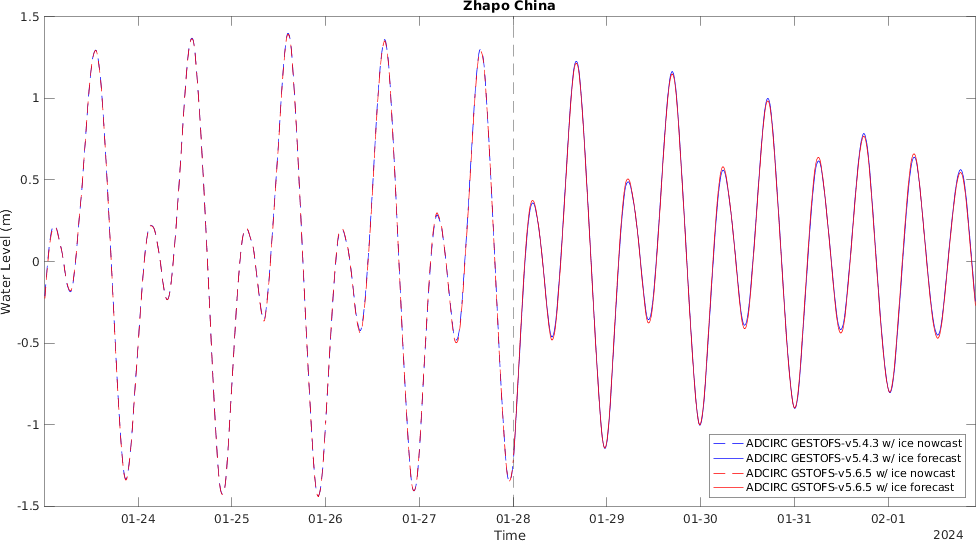 Zhapo China
1.5
1
0.5
0
-0.5
-1
-1.5
Water Level (m)
01-24 01-25 01-26 01-27 01-28 01-29 01-30 01-31 02-01
Time
2024
ADCIRC GESTOFS-v5.4.3 w/ ice nowcast
ADCIRC GESTOFS-v5.4.3 w/ ice forecast
ADCIRC GSTOFS-v5.6.5 w/ ice nowcast
ADCIRC GSTOFS-v5.6.5 w/ ice forecast